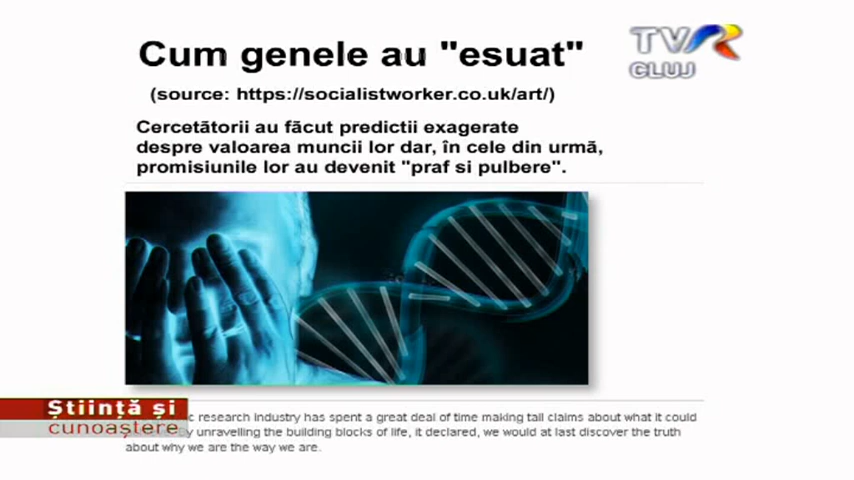 Cum genele au "esuat"
TVR
CLUJ
(source: https://socialistworker.co.uk/art/)
Cercetătorii au făcut predictii exagerate
despre valoarea muncii lor dar, în cele din urmă,
promisiunile lor au devenit "praf si pulbere".
Știință și
cunoaștere
c research industry has spent a great deal of time making tall claims about what it could
by unravelling the building blocks of life, it declared, we would at last discover the truth
about why we are the way we are.